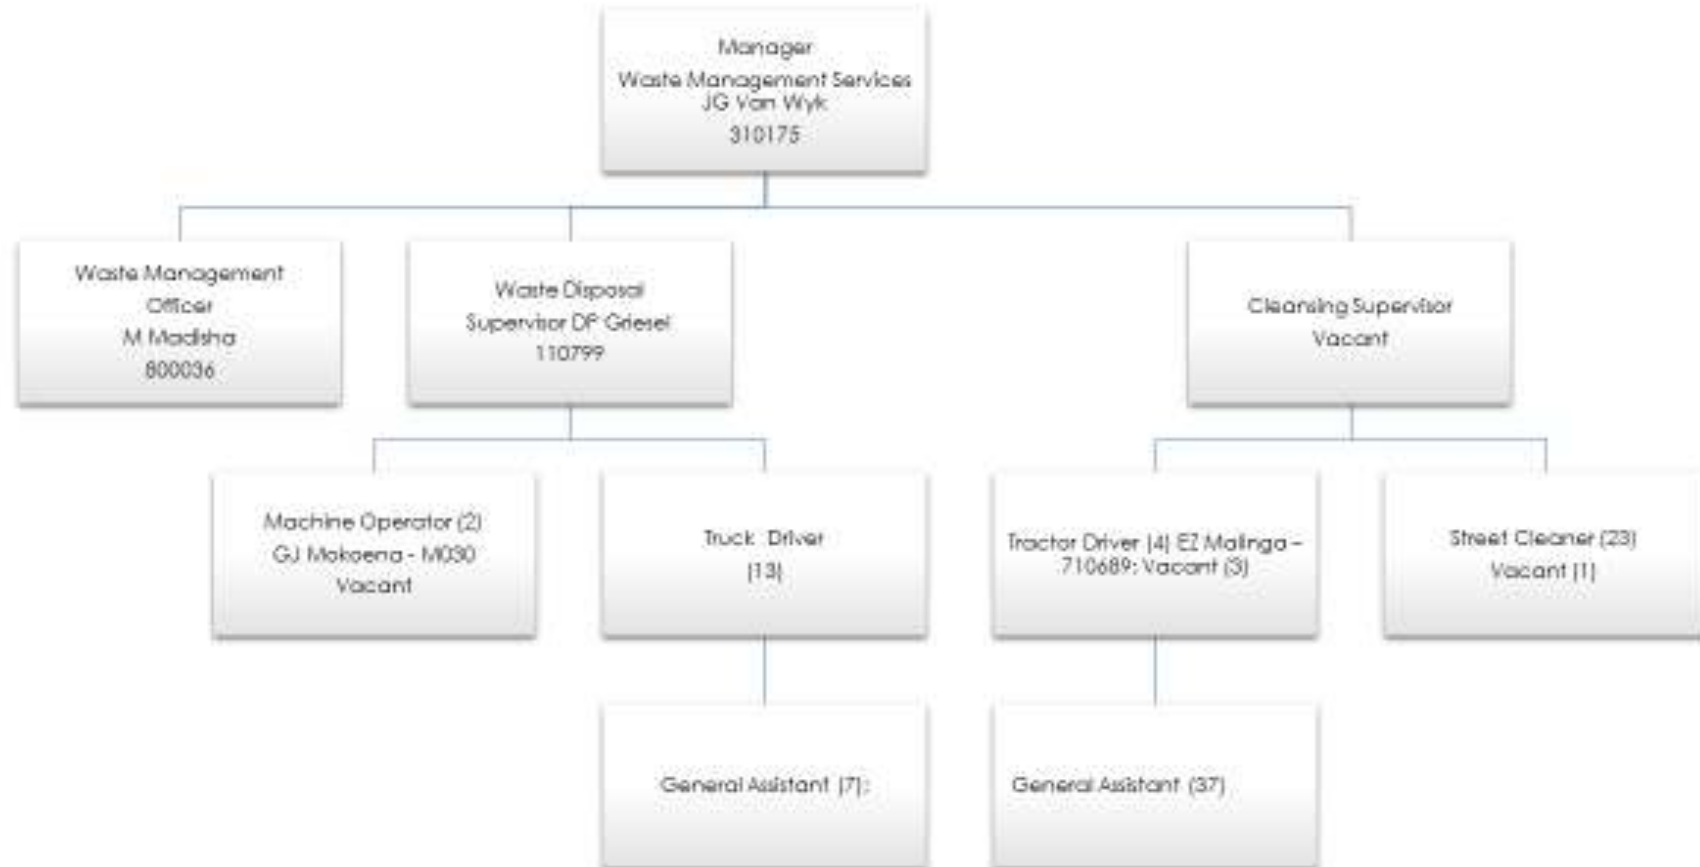 Manager
Waste Management Services
JG Van Wyk
310175
Waste Management
Officer
M Madisha
800036
Waste Disposal
Supervisor DP Griesel
110799
Cleansing Supervisor
Vacant
Machine Operator (2)
GJ Mokoena - M030
Vacant
Truck Driver
(13)
Tractor Driver (4) EZ Malinga –
710689; Vacant (3)
Street Cleaner (23)
Vacant (1)
General Assistant (7);
General Assistant (37)